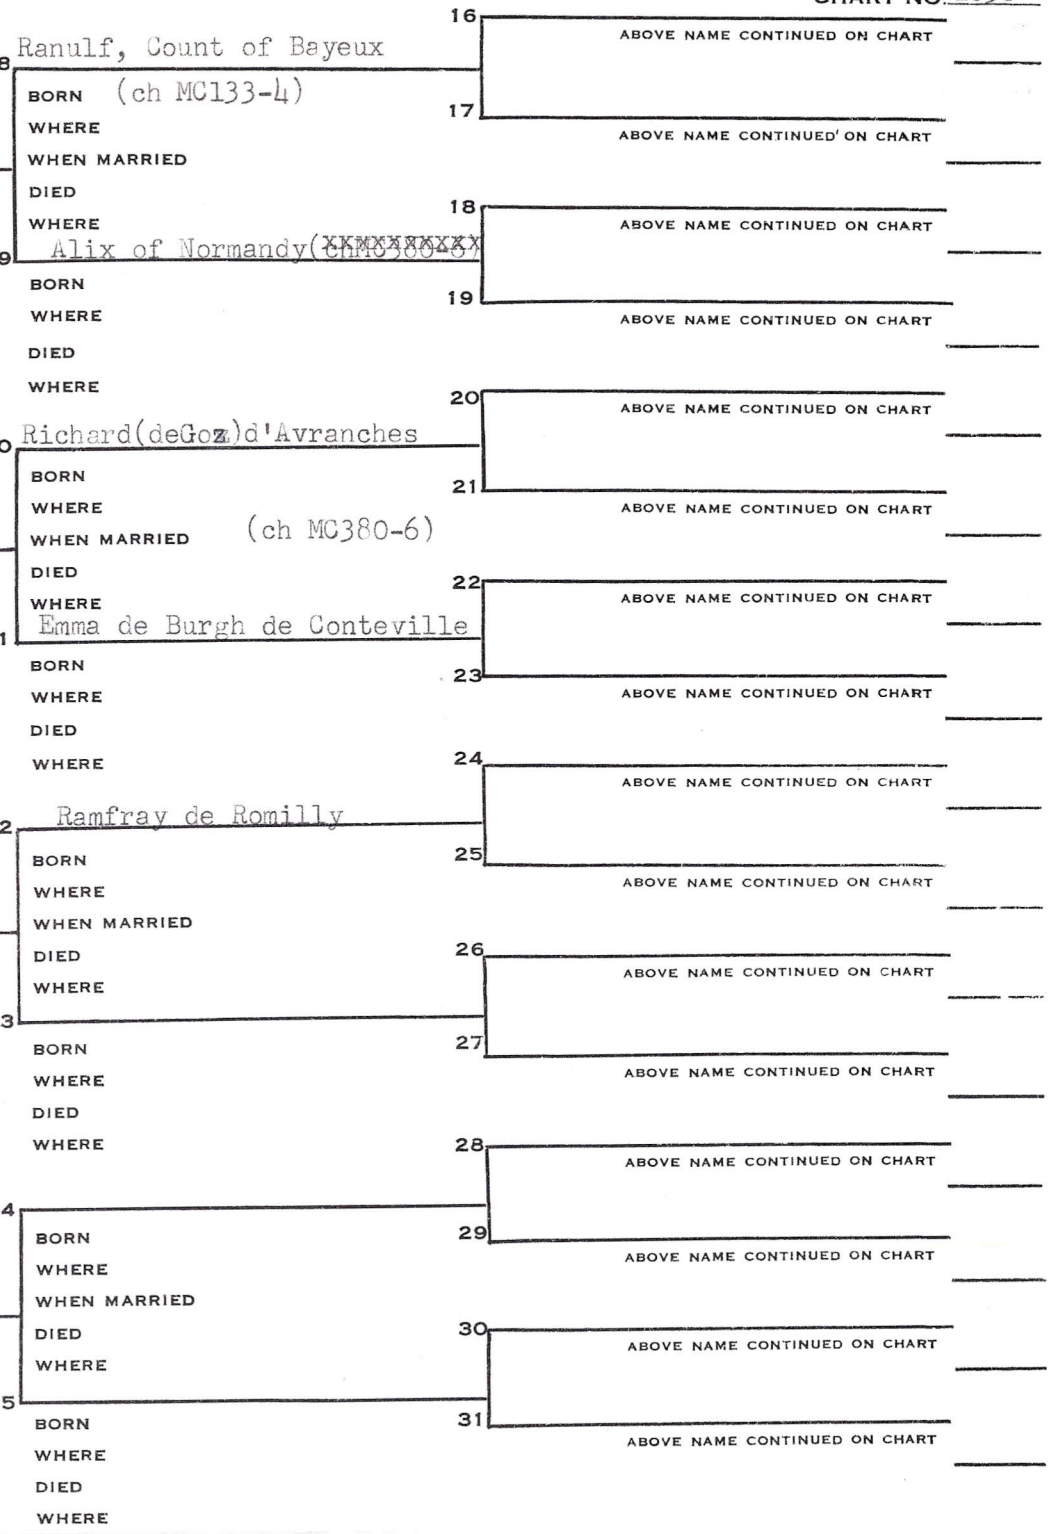 CHART NO.
16
ABOVE NAME CONTINUED ON CHART
Ranulf, Count of Bayeux
8
BORN (ch MC133-4)
17
WHERE
ABOVE NAME CONTINUED ON CHART
WHEN MARRIED
DIED
18
WHERE
ABOVE NAME CONTINUED ON CHART
Alix of Normandy(chMC380-6)
9
BORN
19
WHERE
ABOVE NAME CONTINUED ON CHART
DIED
WHERE
20
ABOVE NAME CONTINUED ON CHART
Richard(deGoz)d'Avranches
0
BORN
21
WHERE
ABOVE NAME CONTINUED ON CHART
WHEN MARRIED (ch MC380-6)
DIED
22
WHERE
ABOVE NAME CONTINUED ON CHART
Emma de Burgh de Conteville
1
BORN
23
WHERE
ABOVE NAME CONTINUED ON CHART
DIED
WHERE
24
ABOVE NAME CONTINUED ON CHART
Ramfray de Romilly
2
BORN
25
WHERE
ABOVE NAME CONTINUED ON CHART
WHEN MARRIED
DIED
26
WHERE
ABOVE NAME CONTINUED ON CHART
3
BORN
27
WHERE
ABOVE NAME CONTINUED ON CHART
DIED
WHERE
28
ABOVE NAME CONTINUED ON CHART
4
BORN
29
WHERE
ABOVE NAME CONTINUED ON CHART
WHEN MARRIED
DIED
30
WHERE
ABOVE NAME CONTINUED ON CHART
5
BORN
31
WHERE
ABOVE NAME CONTINUED ON CHART
DIED
WHERE